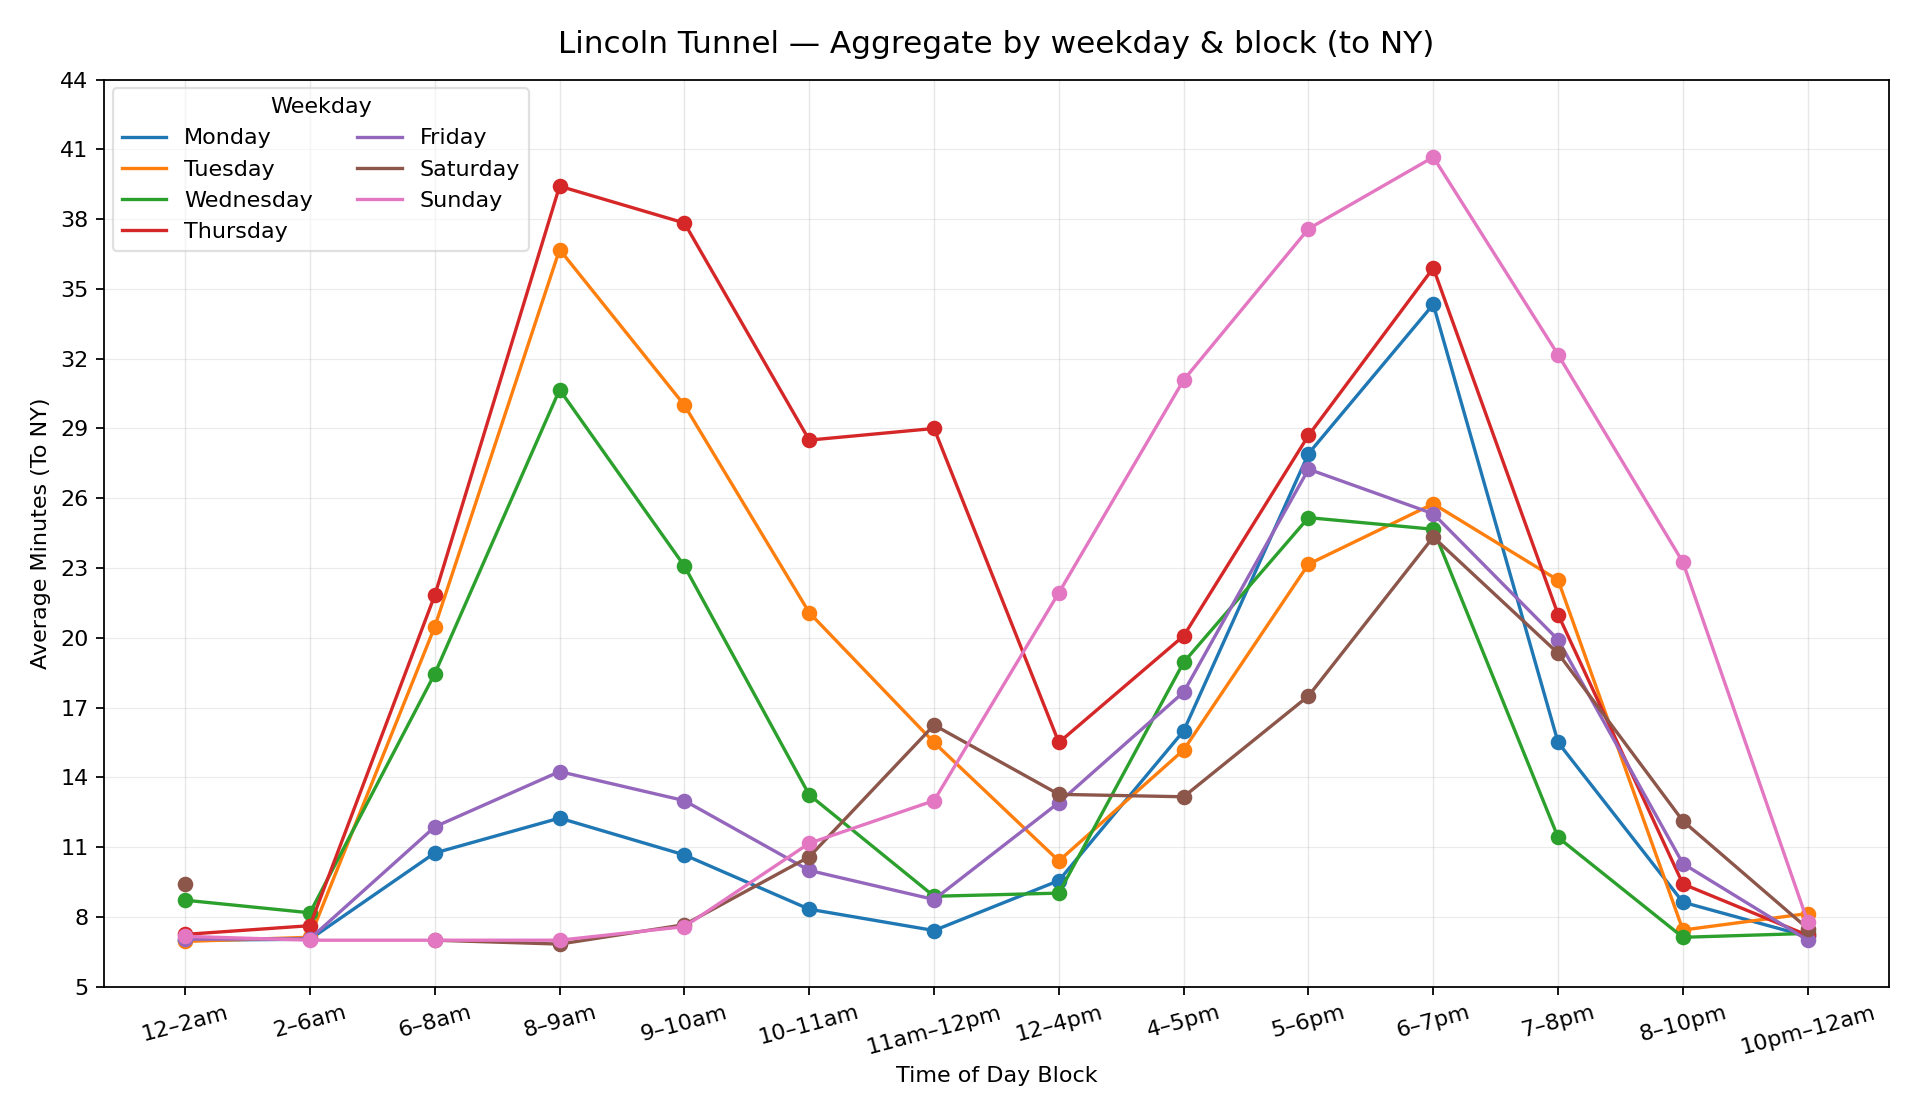 Lincoln Tunnel — Aggregate by weekday & block (to NY)
Weekday
Monday
Tuesday
Wednesday
Thursday
Friday
Saturday
Sunday
Average Minutes (To NY)
44
41
38
35
32
29
26
23
20
17
14
11
8
5
12–2am
2–6am
6–8am
8–9am
9–10am
10–11am
11am–12pm
12–4pm
4–5pm
5–6pm
6–7pm
7–8pm
8–10pm
10pm–12am
Time of Day Block